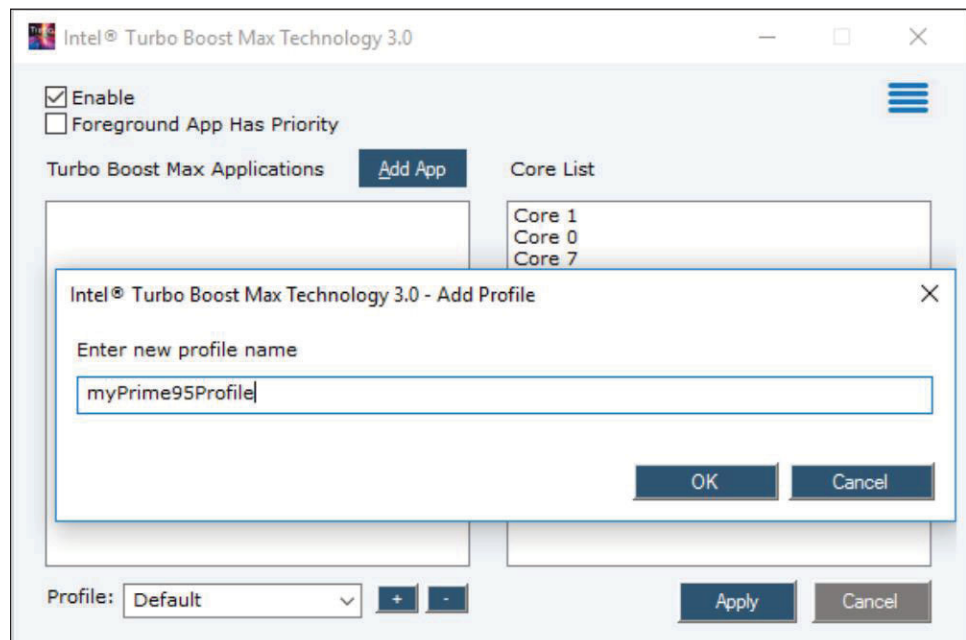 Intel® Turbo Boost Max Technology 3.0
Enable
Foreground App Has Priority
Turbo Boost Max Applications
Add App
Core List
Core 1
Core 0
Core 7
Intel® Turbo Boost Max Technology 3.0 - Add Profile
Enter new profile name
myPrime95Profile
OK
Cancel
Profile:
Default
+
-
Apply
Cancel